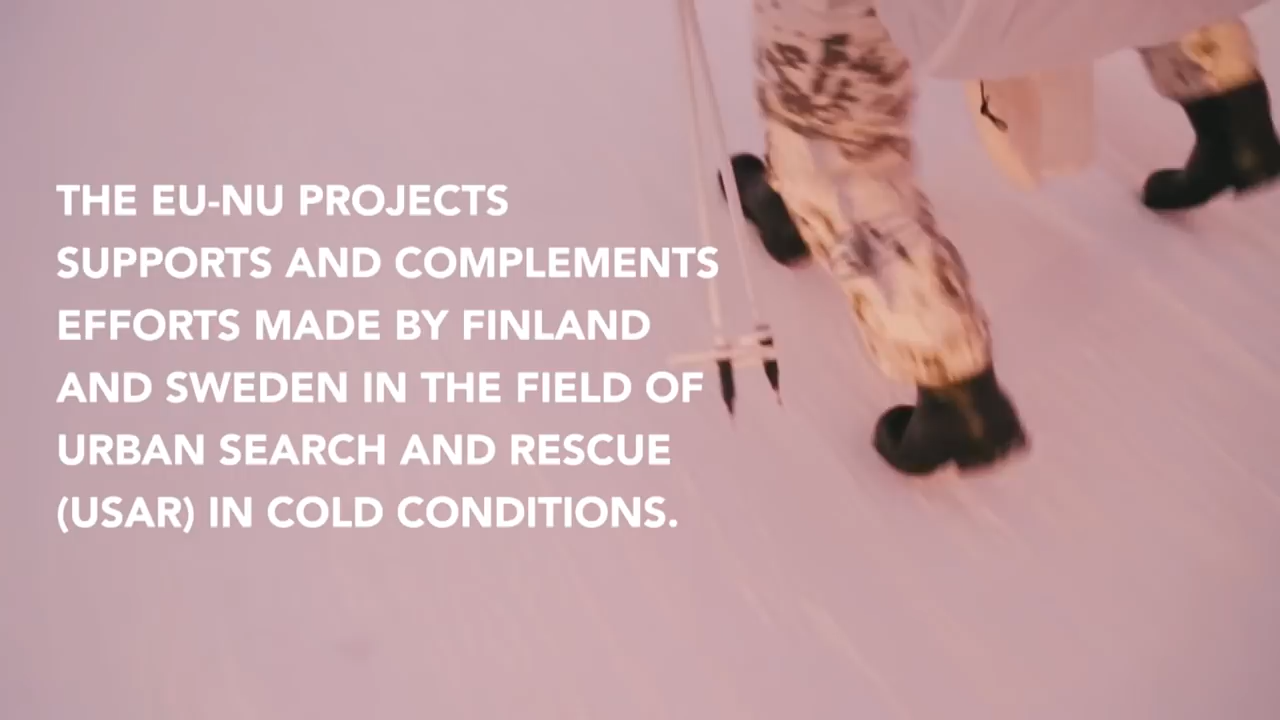 THE EU-NU PROJECTS
SUPPORTS AND COMPLEMENTS
EFFORTS MADE BY FINLAND
AND SWEDEN IN THE FIELD OF
URBAN SEARCH AND RESCUE
(USAR) IN COLD CONDITIONS.